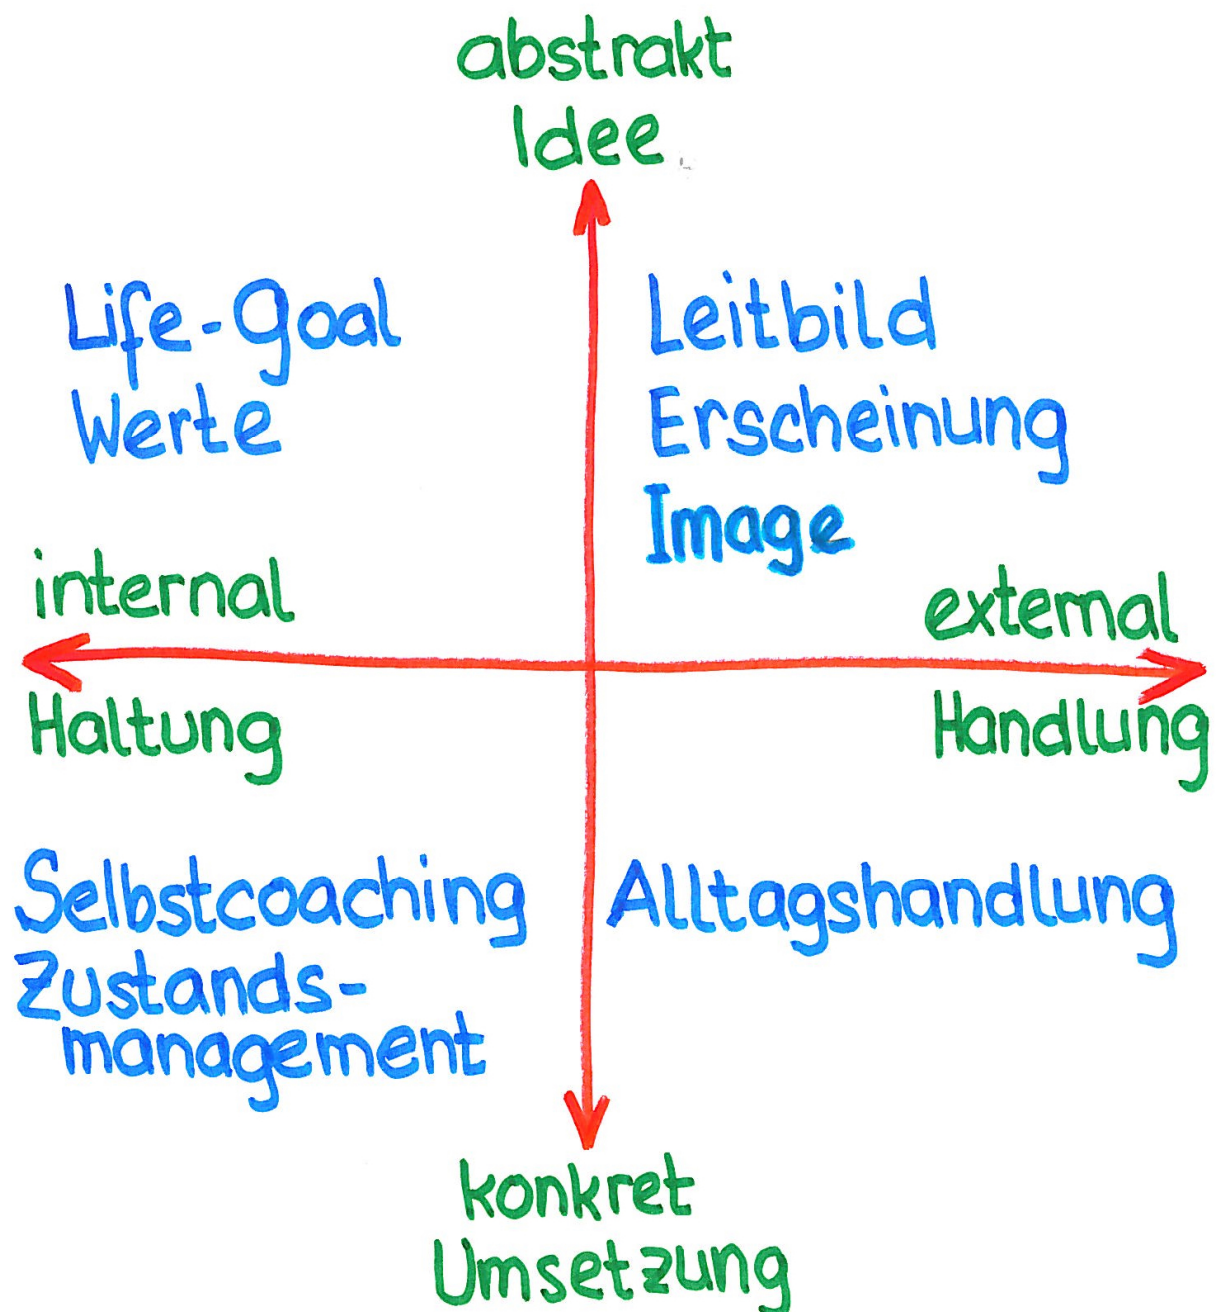 abstrakt
Idee
Life-Goal
Werte
Leitbild
Erscheinung
Image
internal
external
Haltung
Handlung
Selbstcoaching
Zustands-
management
Alltagshandlung
konkret
Umsetzung